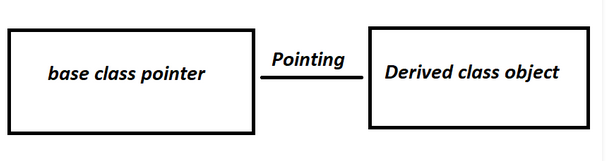 base class pointer
Pointing
Derived class object